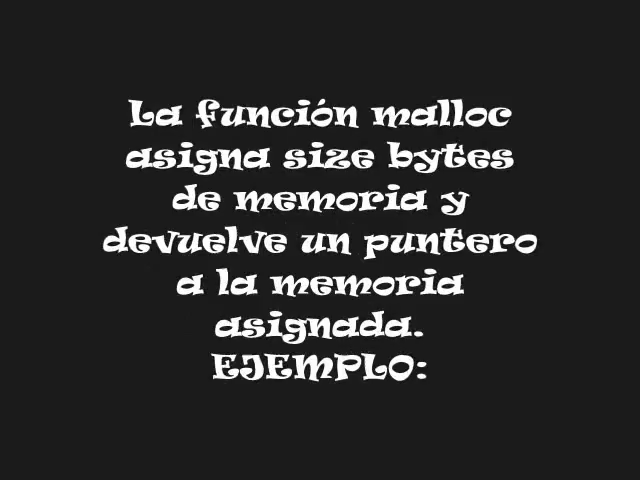 La función malloc
asigna size bytes
de memoria y
devuelve un puntero
a la memoria
asignada.
EJEMPLO: